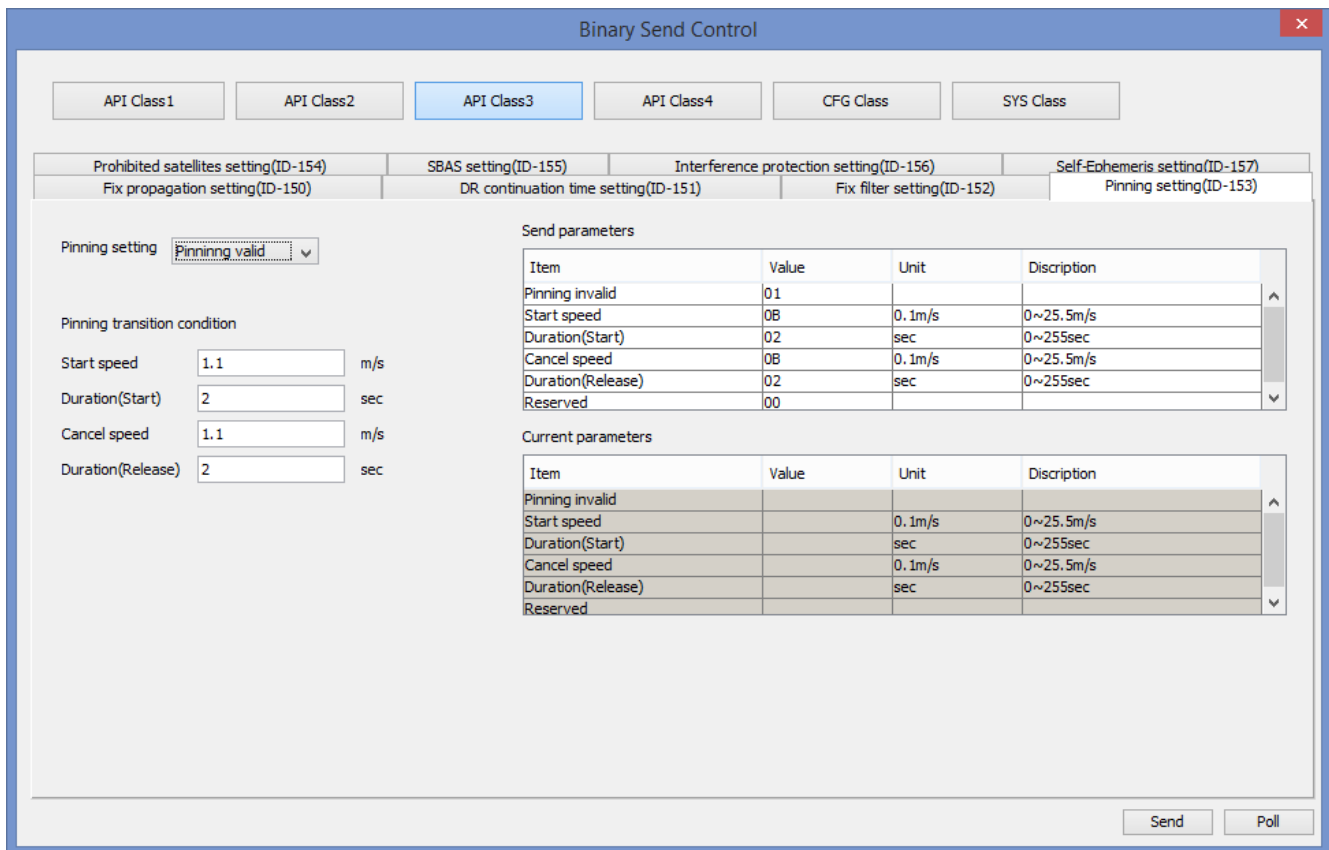 Binary Send Control
API Class1 API Class2 API Class3 API Class4 CFG Class SYS Class
Prohibited satellites setting(ID-154) SBAS setting(ID-155) Interference protection setting(ID-156) Self-Ephemeris setting(ID-157)
Fix propagation setting(ID-150) DR continuation time setting(ID-151) Fix filter setting(ID-152) Pinning setting(ID-153)
Pinning setting Pinninng valid
Pinning transition condition
Start speed 1.1 m/s
Duration(Start) 2 sec
Cancel speed 1.1 m/s
Duration(Release) 2 sec
Send parameters
Item Value Unit Discription
Pinning invalid 01
Start speed 0B 0.1m/s 0~25.5m/s
Duration(Start) 02 sec 0~255sec
Cancel speed 0B 0.1m/s 0~25.5m/s
Duration(Release) 02 sec 0~255sec
Reserved 00
Current parameters
Item Value Unit Discription
Pinning invalid
Start speed 0.1m/s 0~25.5m/s
Duration(Start) sec 0~255sec
Cancel speed 0.1m/s 0~25.5m/s
Duration(Release) sec 0~255sec
Reserved
Send Poll